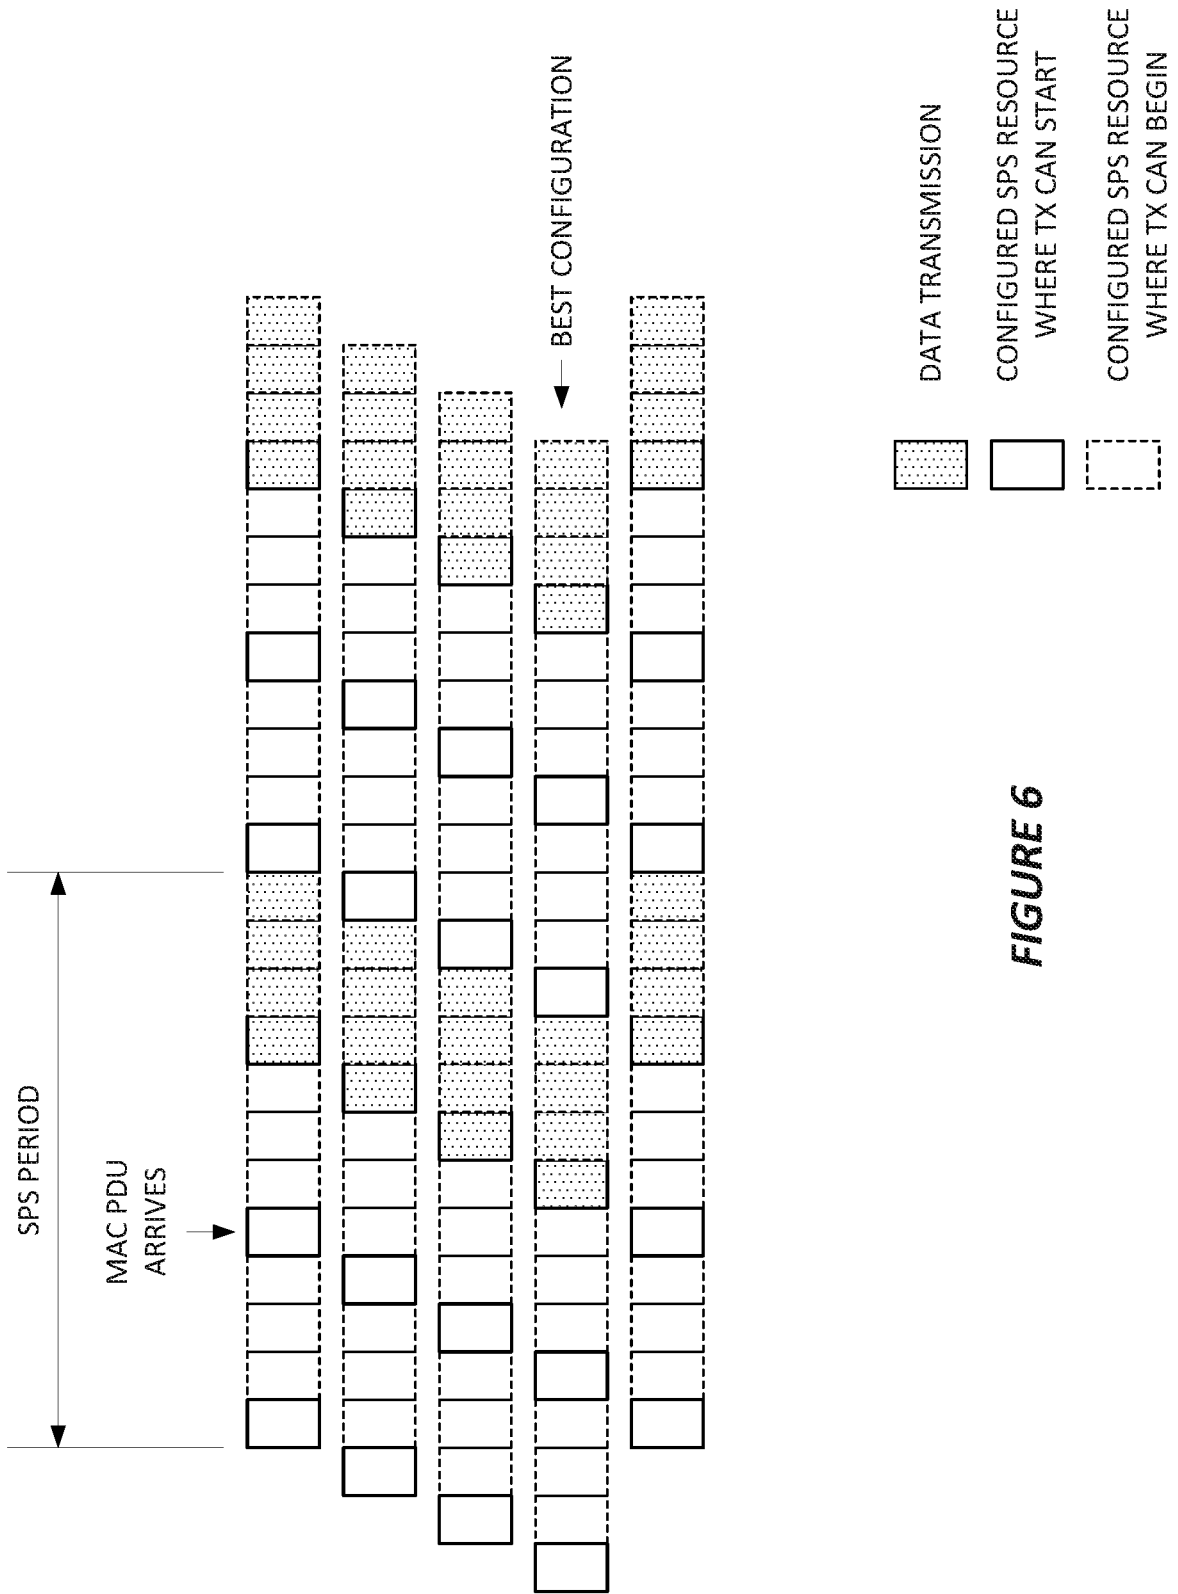 SPS PERIOD
MAC PDU
ARRIVES
BEST CONFIGURATION
DATA TRANSMISSION
CONFIGURED SPS RESOURCE
WHERE TX CAN START
CONFIGURED SPS RESOURCE
WHERE TX CAN BEGIN
FIGURE 6